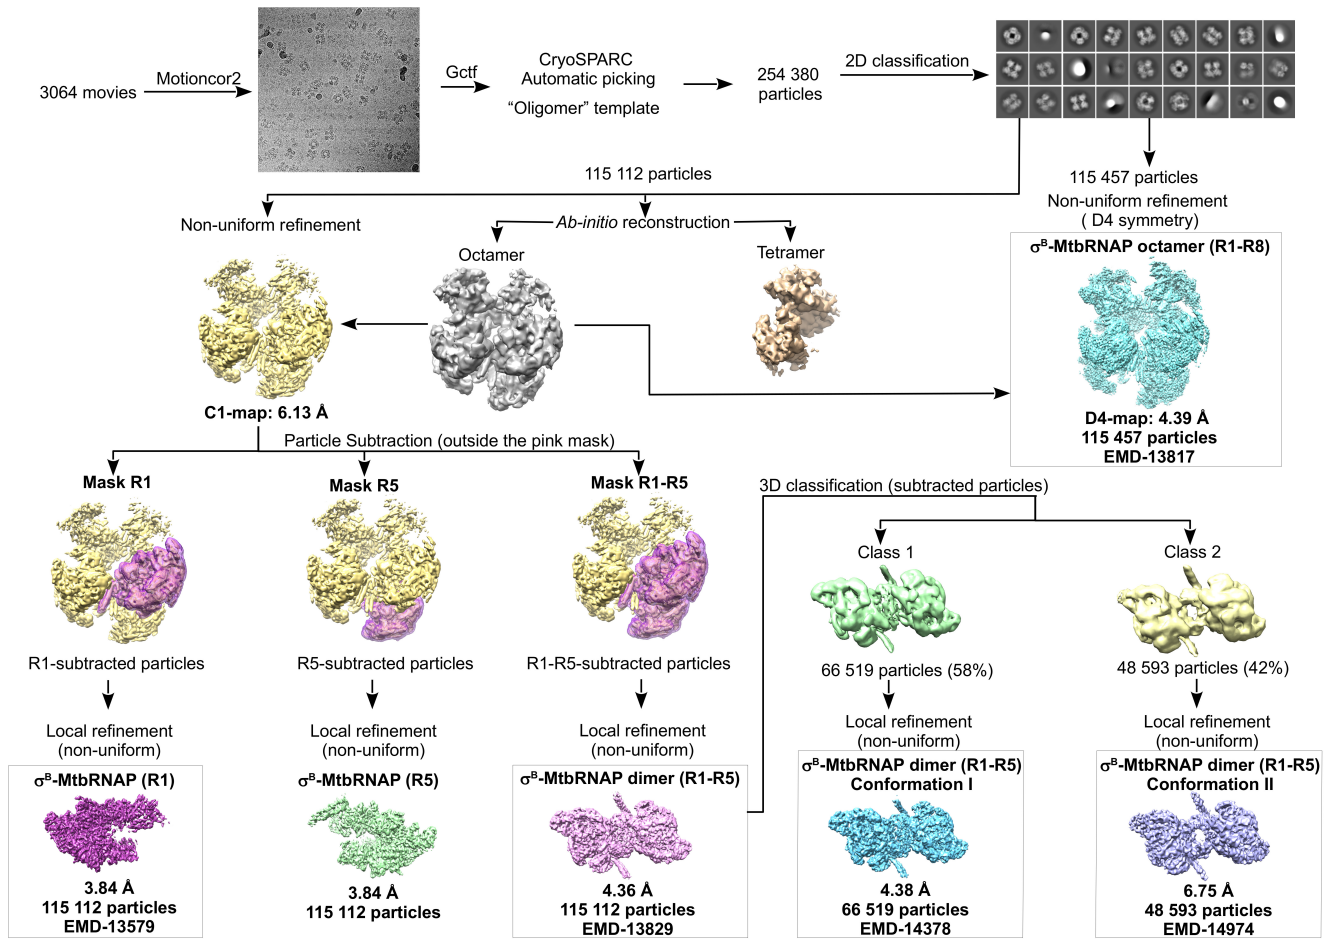 3064 movies
Motioncor2
Gctf
CryoSPARC
Automatic picking
“Oligomer” template
254 380
particles
2D classification
115 112 particles
115 457 particles
Non-uniform refinement
( D4 symmetry)
Non-uniform refinement
Ab-initio reconstruction
Octamer
Tetramer
σᴮ-MtbRNAP octamer (R1-R8)
C1-map: 6.13 Å
D4-map: 4.39 Å
115 457 particles
EMD-13817
Particle Subtraction (outside the pink mask)
Mask R1
Mask R5
Mask R1-R5
3D classification (subtracted particles)
Class 1
Class 2
R1-subtracted particles
R5-subtracted particles
R1-R5-subtracted particles
66 519 particles (58%)
48 593 particles (42%)
Local refinement
(non-uniform)
Local refinement
(non-uniform)
Local refinement
(non-uniform)
Local refinement
(non-uniform)
Local refinement
(non-uniform)
σᴮ-MtbRNAP (R1)
3.84 Å
115 112 particles
EMD-13579
σᴮ-MtbRNAP (R5)
3.84 Å
115 112 particles
σᴮ-MtbRNAP dimer (R1-R5)
4.36 Å
115 112 particles
EMD-13829
σᴮ-MtbRNAP dimer (R1-R5)
Conformation I
4.38 Å
66 519 particles
EMD-14378
σᴮ-MtbRNAP dimer (R1-R5)
Conformation II
6.75 Å
48 593 particles
EMD-14974